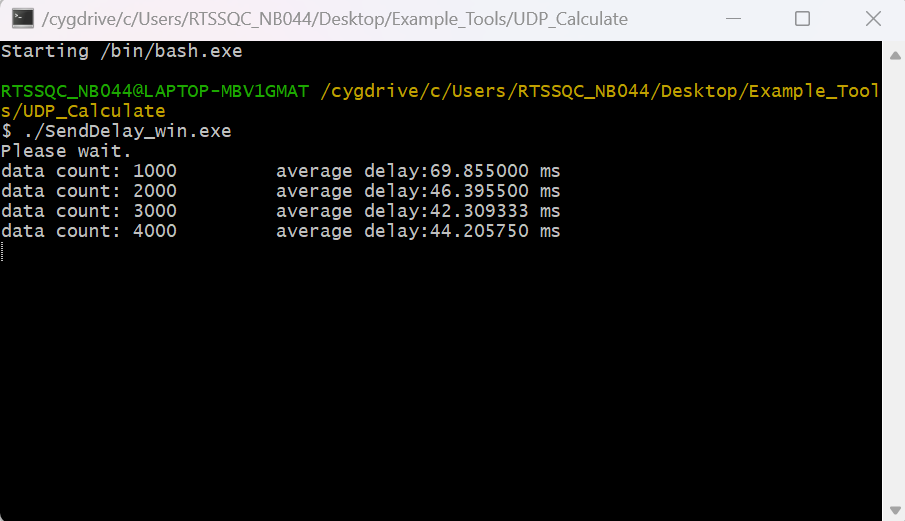 /cygdrive/c/Users/RTSSQC_NB044/Desktop/Example_Tools/UDP_Calculate
Starting /bin/bash.exe
RTSSQC_NB044@LAPTOP-MBV1GMAT /cygdrive/c/Users/RTSSQC_NB044/Desktop/Example_Tool
s/UDP_Calculate
$ ./SendDelay_win.exe
Please wait.
data count: 1000         average delay:69.855000 ms
data count: 2000         average delay:46.395500 ms
data count: 3000         average delay:42.309333 ms
data count: 4000         average delay:44.205750 ms